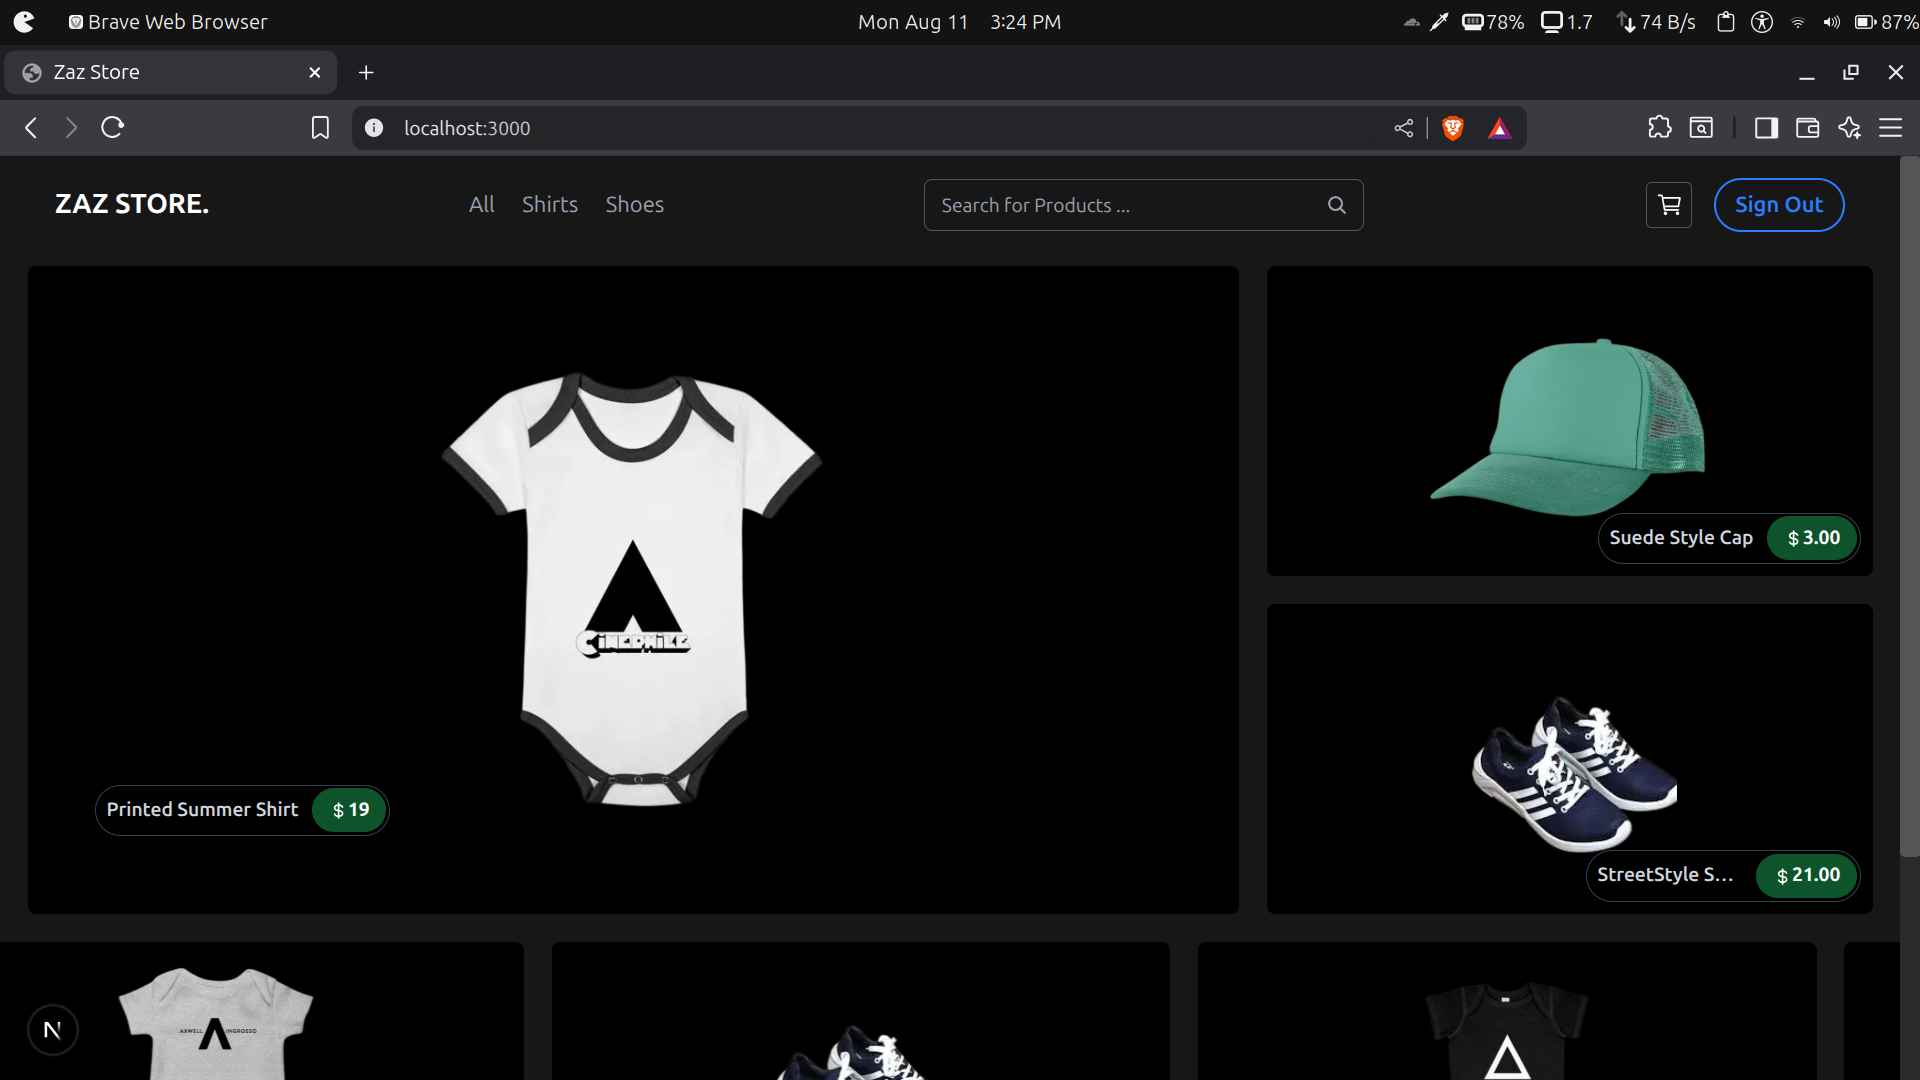 Brave Web Browser
Mon Aug 11 3:24 PM
78%
1.7
74 B/s
87%
Zaz Store
localhost:3000
ZAZ STORE.
All Shirts Shoes
Search for Products ...
Sign Out
CINEPHILE
Printed Summer Shirt $ 19
Suede Style Cap $ 3.00
StreetStyle S... $ 21.00
AXWELL INGROSSO
N